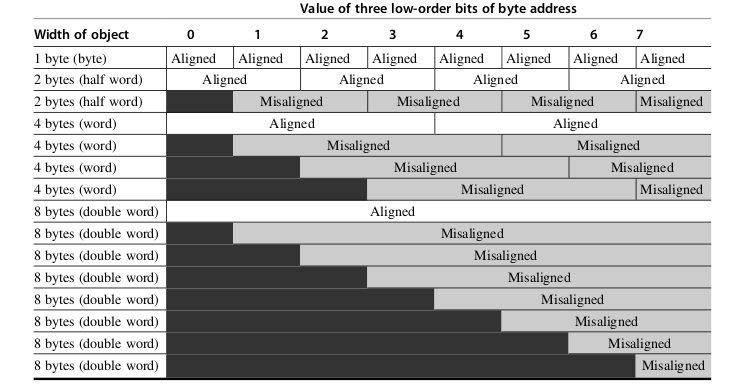 Value of three low-order bits of byte address
Width of object 0 1 2 3 4 5 6 7
1 byte (byte) Aligned Aligned Aligned Aligned Aligned Aligned Aligned Aligned
2 bytes (half word) Aligned Aligned Aligned Aligned
2 bytes (half word) Misaligned Misaligned Misaligned Misaligned
4 bytes (word) Aligned Aligned
4 bytes (word) Misaligned Misaligned
4 bytes (word) Misaligned Misaligned
4 bytes (word) Misaligned Misaligned
8 bytes (double word) Aligned
8 bytes (double word) Misaligned
8 bytes (double word) Misaligned
8 bytes (double word) Misaligned
8 bytes (double word) Misaligned
8 bytes (double word) Misaligned
8 bytes (double word) Misaligned
8 bytes (double word) Misaligned